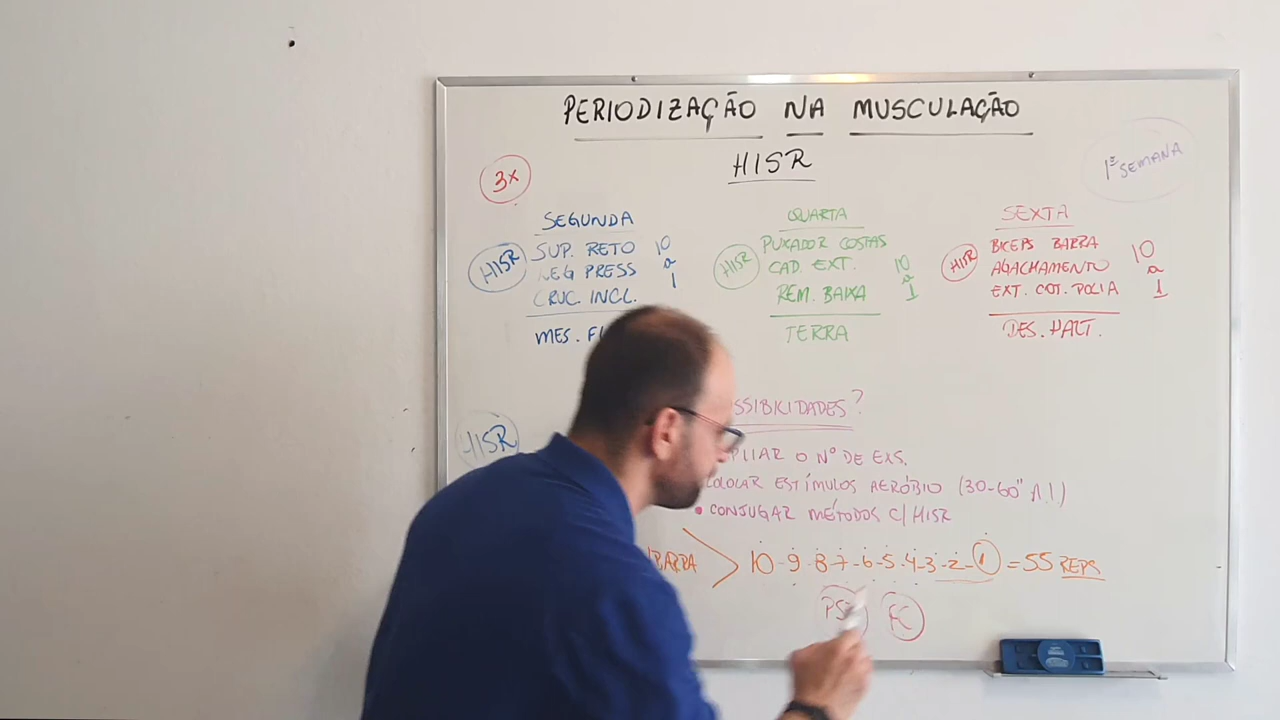 PERIODIZAÇÃO NA MUSCULAÇÃO
HISR
3x
1ª SEMANA
SEGUNDA
HISR
SUP. RETO 10
LEG PRESS a
CRUC. INCL. 1
MES. F
QUARTA
HISR
PUXADOR COSTAS
CAD. EXT. 10
a
REM. BAIXA 1
TERRA
SEXTA
HISR
BICEPS BARRA 10
AGACHAMENTO a
EXT. COT. POLIA 1
DES. HALT.
HISR
SSIBILIDADES?
PLIAR O Nº DE EXS.
COLOCAR ESTÍMULOS AERÓBIO (30-60" A.I)
• CONJUGAR MÉTODOS C/HISR
/BARRA > 10-9-8-7-6-5-4-3-2-1 = 55 REPS
PS
FC